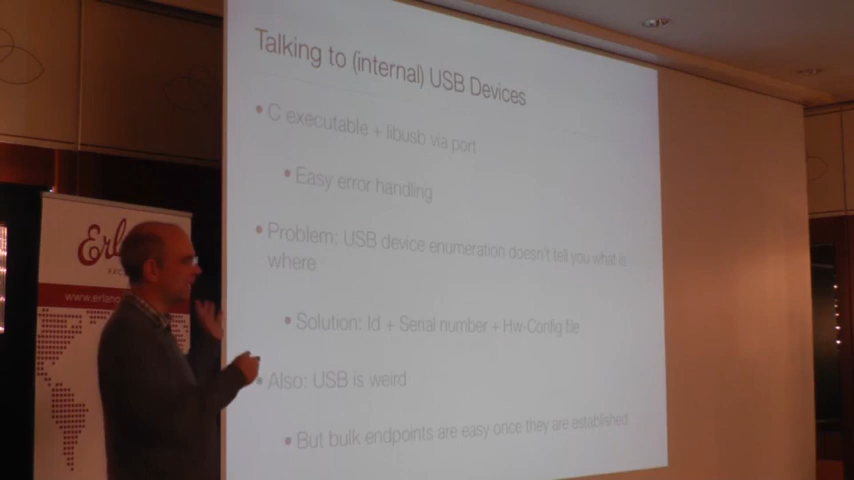 Talking to (internal) USB Devices
• C executable + libusb via port
• Easy error handling
• Problem: USB device enumeration doesn't tell you what is
where
• Solution: Id + Serial number + Hw-Config file
• Also: USB is weird
• But bulk endpoints are easy once they are established
Erl
FAC
www.erlang